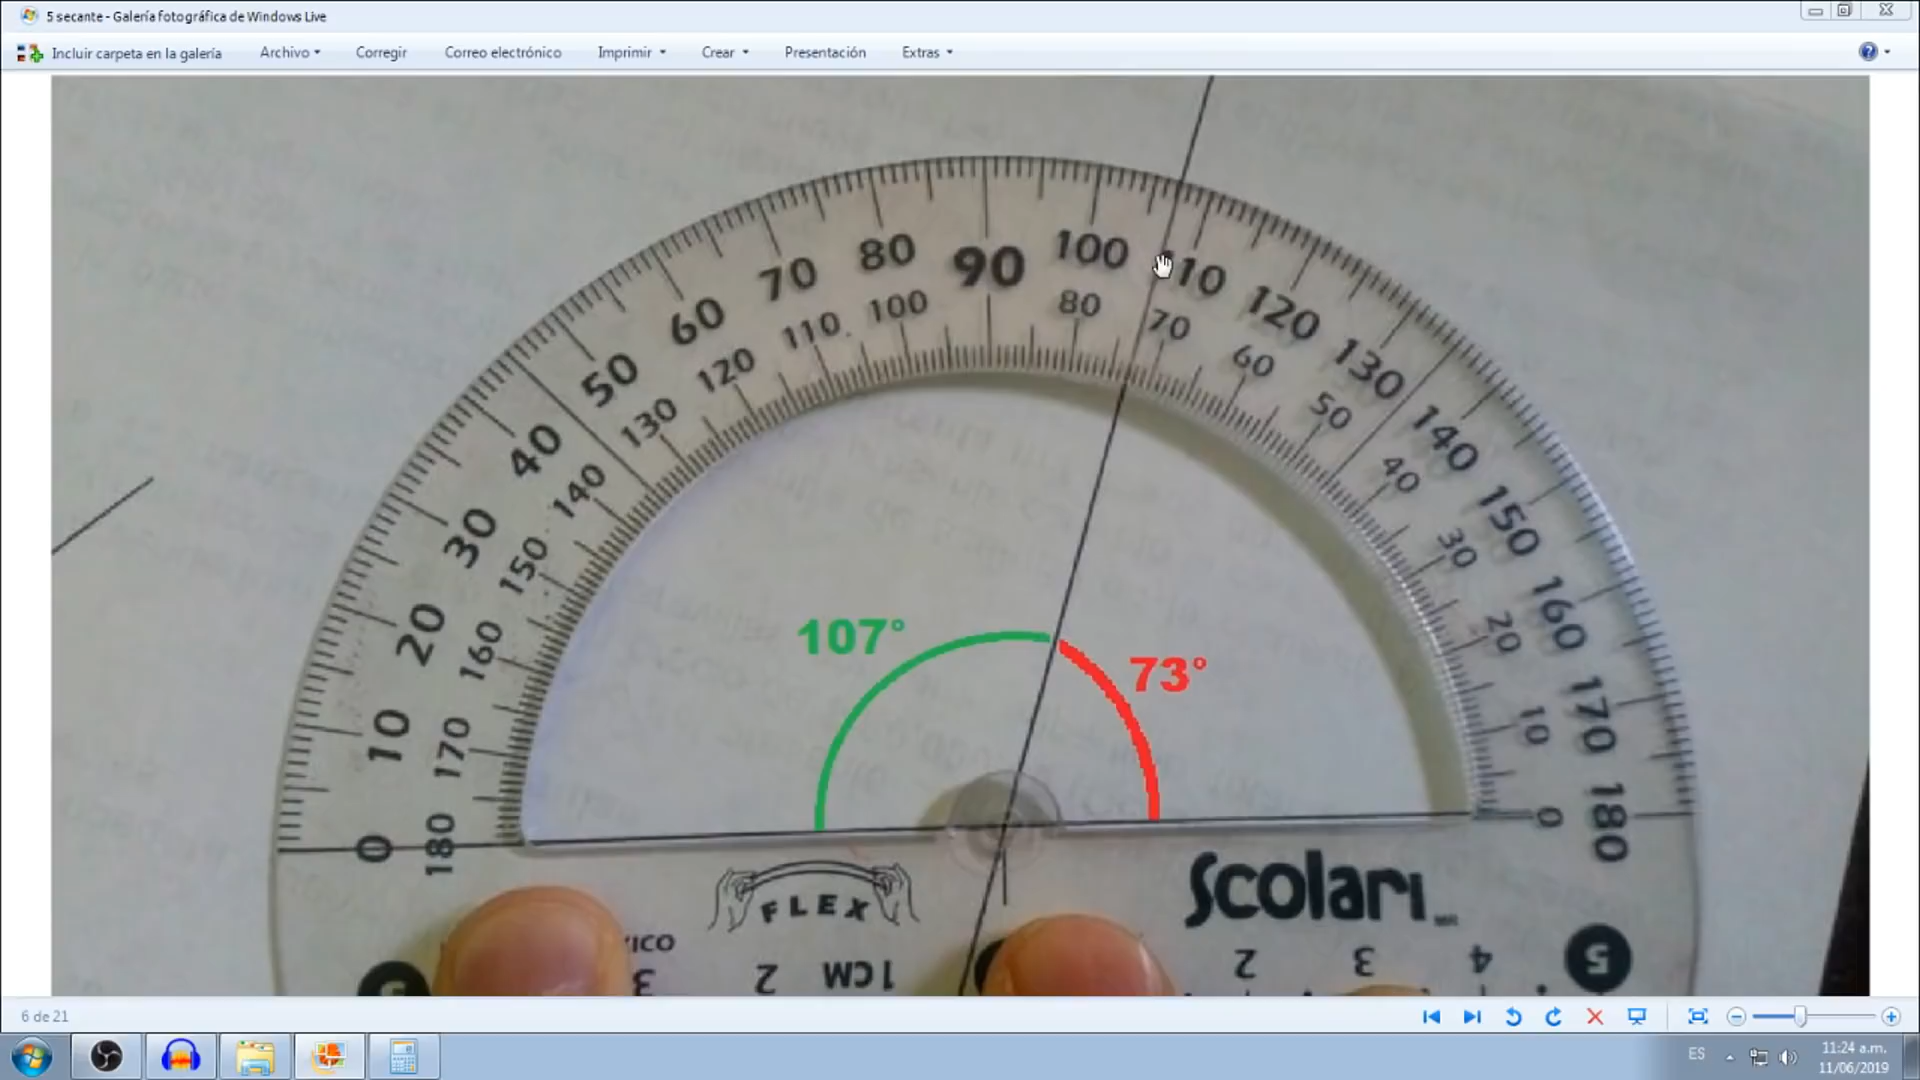 5 secante - Galería fotográfica de Windows Live
Incluir carpeta en la galería Archivo Corregir Correo electrónico Imprimir Crear Presentación Extras
0 10 20 30 40 50 60 70 80 90 100 110 120 130 140 150 160 170 180
180 170 160 150 140 130 120 110 100 80 70 60 50 40 30 20 10 0
107°
73°
FLEX
Scolari
ICO
3 2 1CM 2 3 4 5
6 de 21
ES
11:24 a.m.
11/06/2019